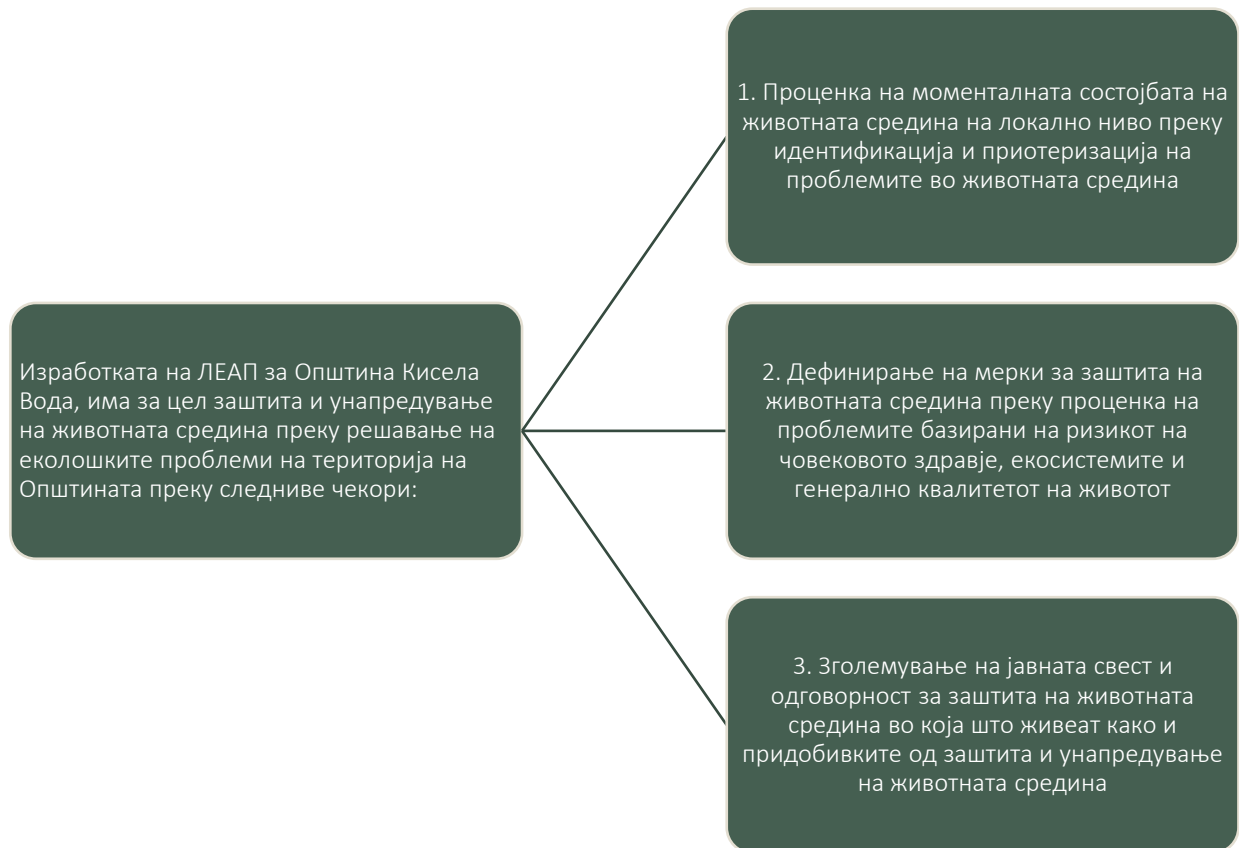 Изработката на ЛЕАП за Општина Кисела
Вода, има за цел заштита и унапредување
на животната средина преку решавање на
еколошките проблеми на територија на
Општината преку следниве чекори:
1. Проценка на моменталната состојбата на
животната средина на локално ниво преку
идентификација и приотеризација на
проблемите во животната средина
2. Дефинирање на мерки за заштита на
животната средина преку проценка на
проблемите базирани на ризикот на
човековото здравје, екосистемите и
генерално квалитетот на животот
3. Зголемување на јавната свест и
одговорност за заштита на животната
средина во која што живеат како и
придобивките од заштита и унапредување
на животната средина